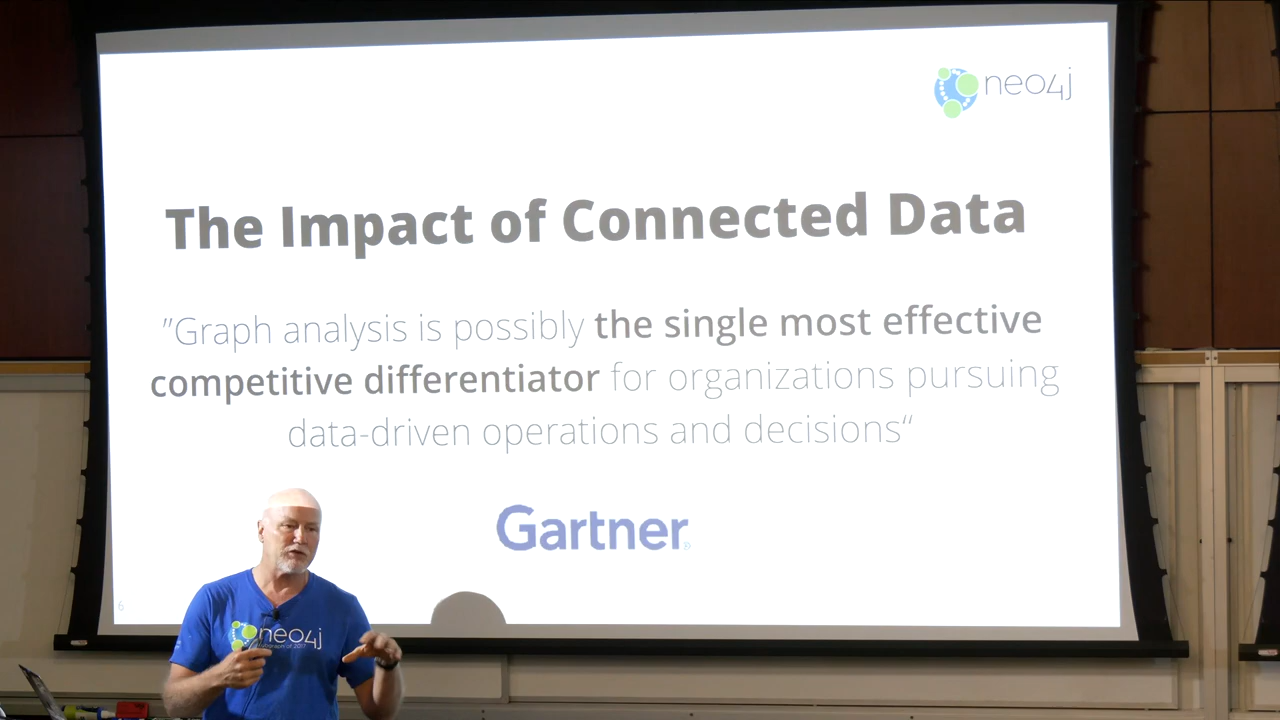 neo4j
The Impact of Connected Data
"Graph analysis is possibly the single most effective
competitive differentiator for organizations pursuing
data-driven operations and decisions“
Gartner
6
neo4j